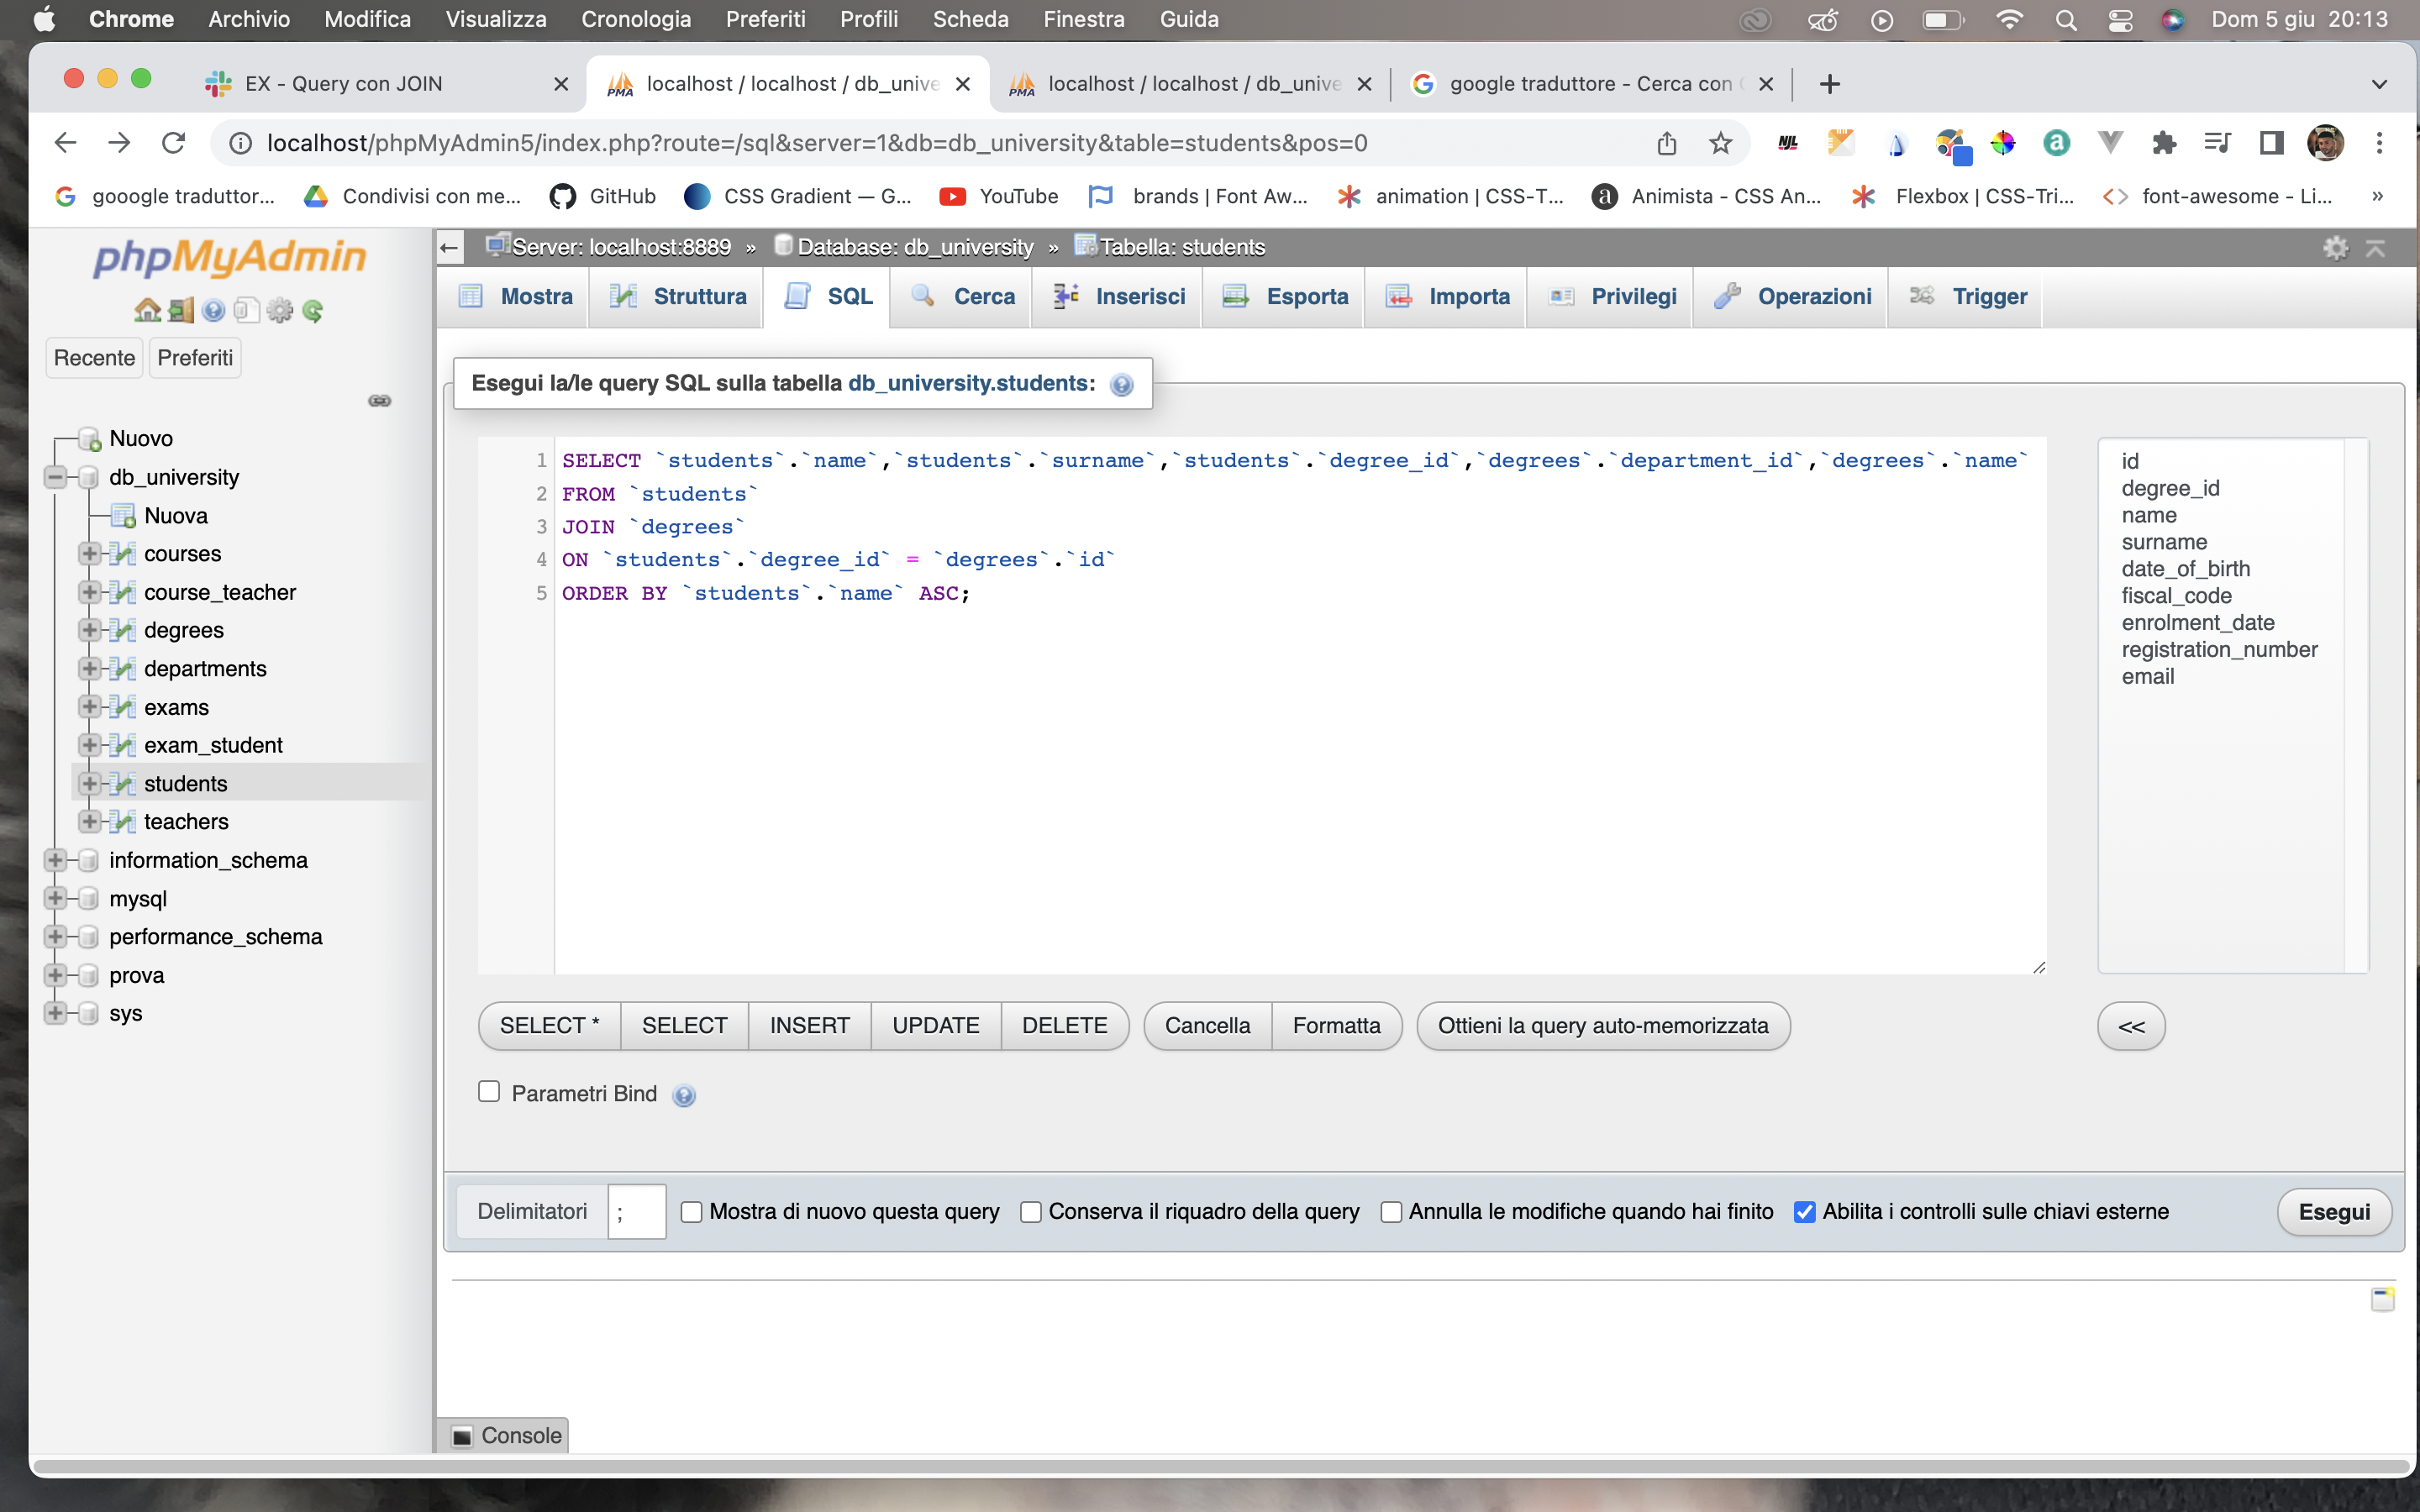 Chrome Archivio Modifica Visualizza Cronologia Preferiti Profili Scheda Finestra Guida Dom 5 giu 20:13
EX - Query con JOIN localhost / localhost / db_unive localhost / localhost / db_unive google traduttore - Cerca con
localhost/phpMyAdmin5/index.php?route=/sql&server=1&db=db_university&table=students&pos=0
gooogle traduttor... Condivisi con me... GitHub CSS Gradient — G... YouTube brands | Font Aw... animation | CSS-T... Animista - CSS An... Flexbox | CSS-Tri... font-awesome - Li... »
phpMyAdmin
Recente Preferiti
Nuovo
db_university
Nuova
courses
course_teacher
degrees
departments
exams
exam_student
students
teachers
information_schema
mysql
performance_schema
prova
sys
Server: localhost:8889 » Database: db_university » Tabella: students
Mostra Struttura SQL Cerca Inserisci Esporta Importa Privilegi Operazioni Trigger
Esegui la/le query SQL sulla tabella db_university.students:
1 SELECT `students`.`name`,`students`.`surname`,`students`.`degree_id`,`degrees`.`department_id`,`degrees`.`name`
2 FROM `students`
3 JOIN `degrees`
4 ON `students`.`degree_id` = `degrees`.`id`
5 ORDER BY `students`.`name` ASC;
id
degree_id
name
surname
date_of_birth
fiscal_code
enrolment_date
registration_number
email
SELECT * SELECT INSERT UPDATE DELETE Cancella Formatta Ottieni la query auto-memorizzata <<
Parametri Bind
Delimitatori ; Mostra di nuovo questa query Conserva il riquadro della query Annulla le modifiche quando hai finito Abilita i controlli sulle chiavi esterne Esegui
Console